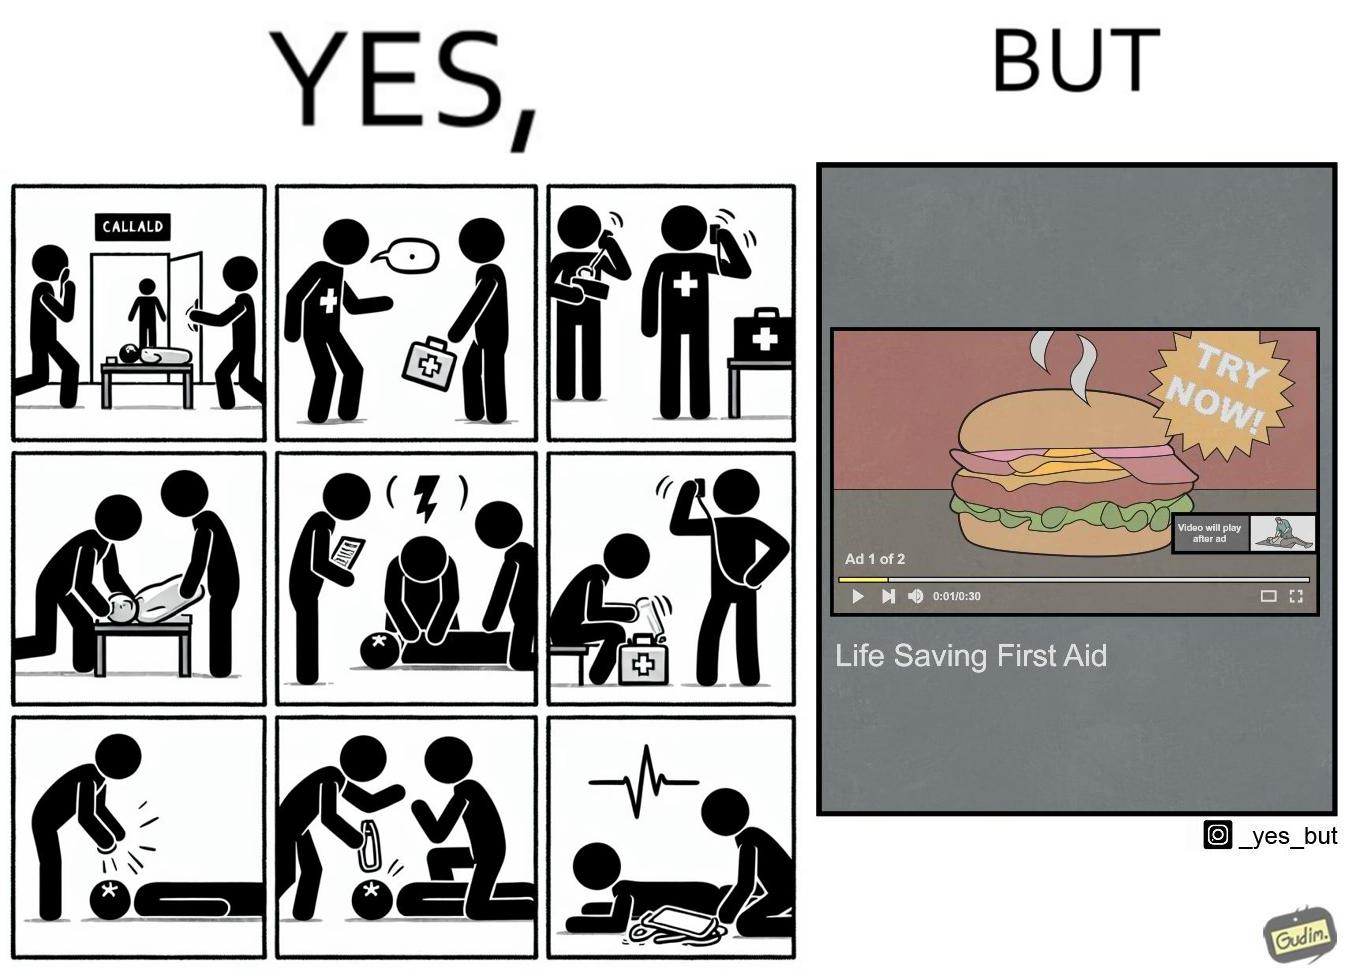 YES,
BUT
CALLALD
TRY
NOW!
Video will play
after ad
Ad 1 of 2
0:01/0:30
Life Saving First Aid
_yes_but
Gudim.